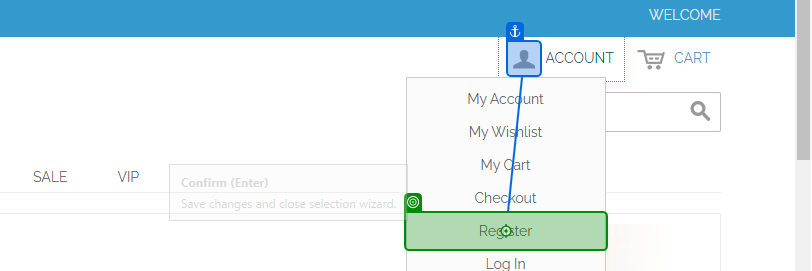 WELCOME
ACCOUNT
CART
My Account
My Wishlist
My Cart
SALE
VIP
Confirm (Enter)
Save changes and close selection wizard.
Checkout
Register
Log In